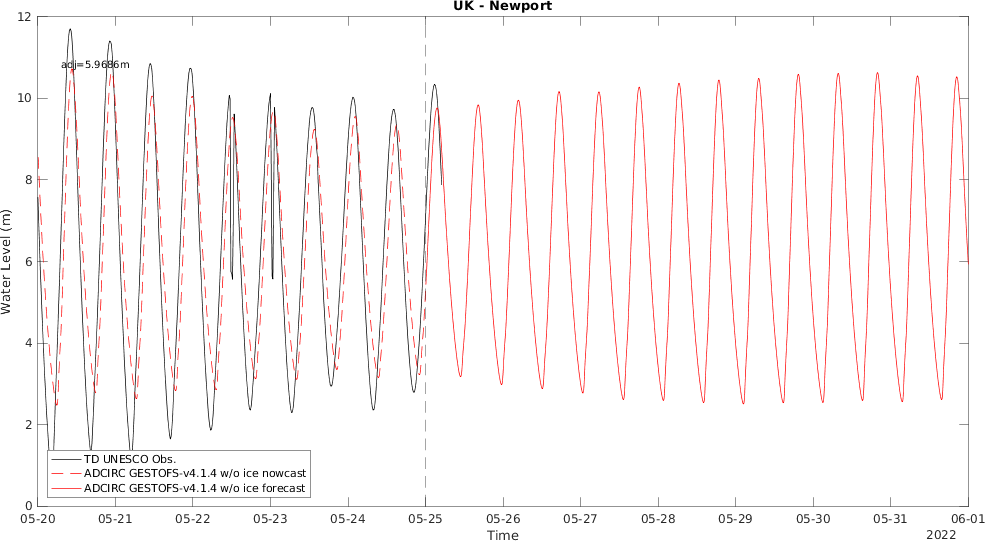 UK - Newport
12
10
8
6
4
2
0
Water Level (m)
adj=5.9686m
TD UNESCO Obs.
ADCIRC GESTOFS-v4.1.4 w/o ice nowcast
ADCIRC GESTOFS-v4.1.4 w/o ice forecast
05-20 05-21 05-22 05-23 05-24 05-25 05-26 05-27 05-28 05-29 05-30 05-31 06-01
Time
2022